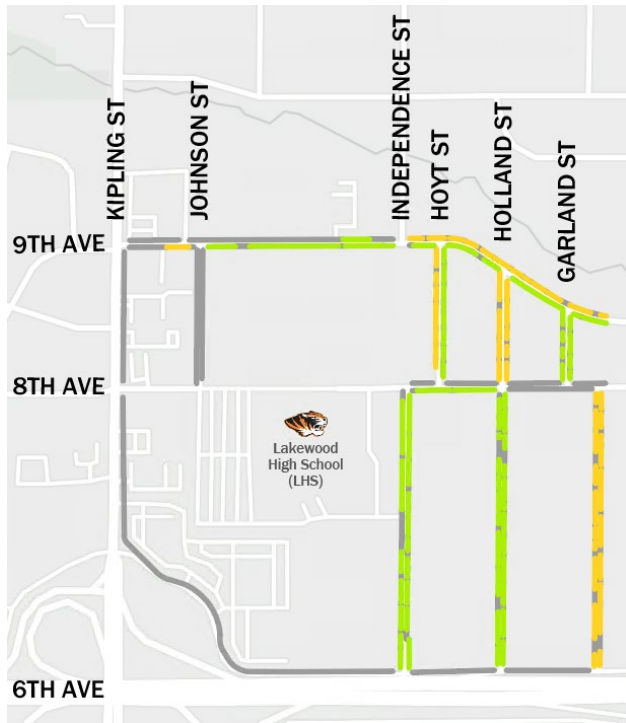 KIPLING ST
JOHNSON ST
INDEPENDENCE ST
HOYT ST
HOLLAND ST
GARLAND ST
9TH AVE
8TH AVE
Lakewood
High School
(LHS)
6TH AVE